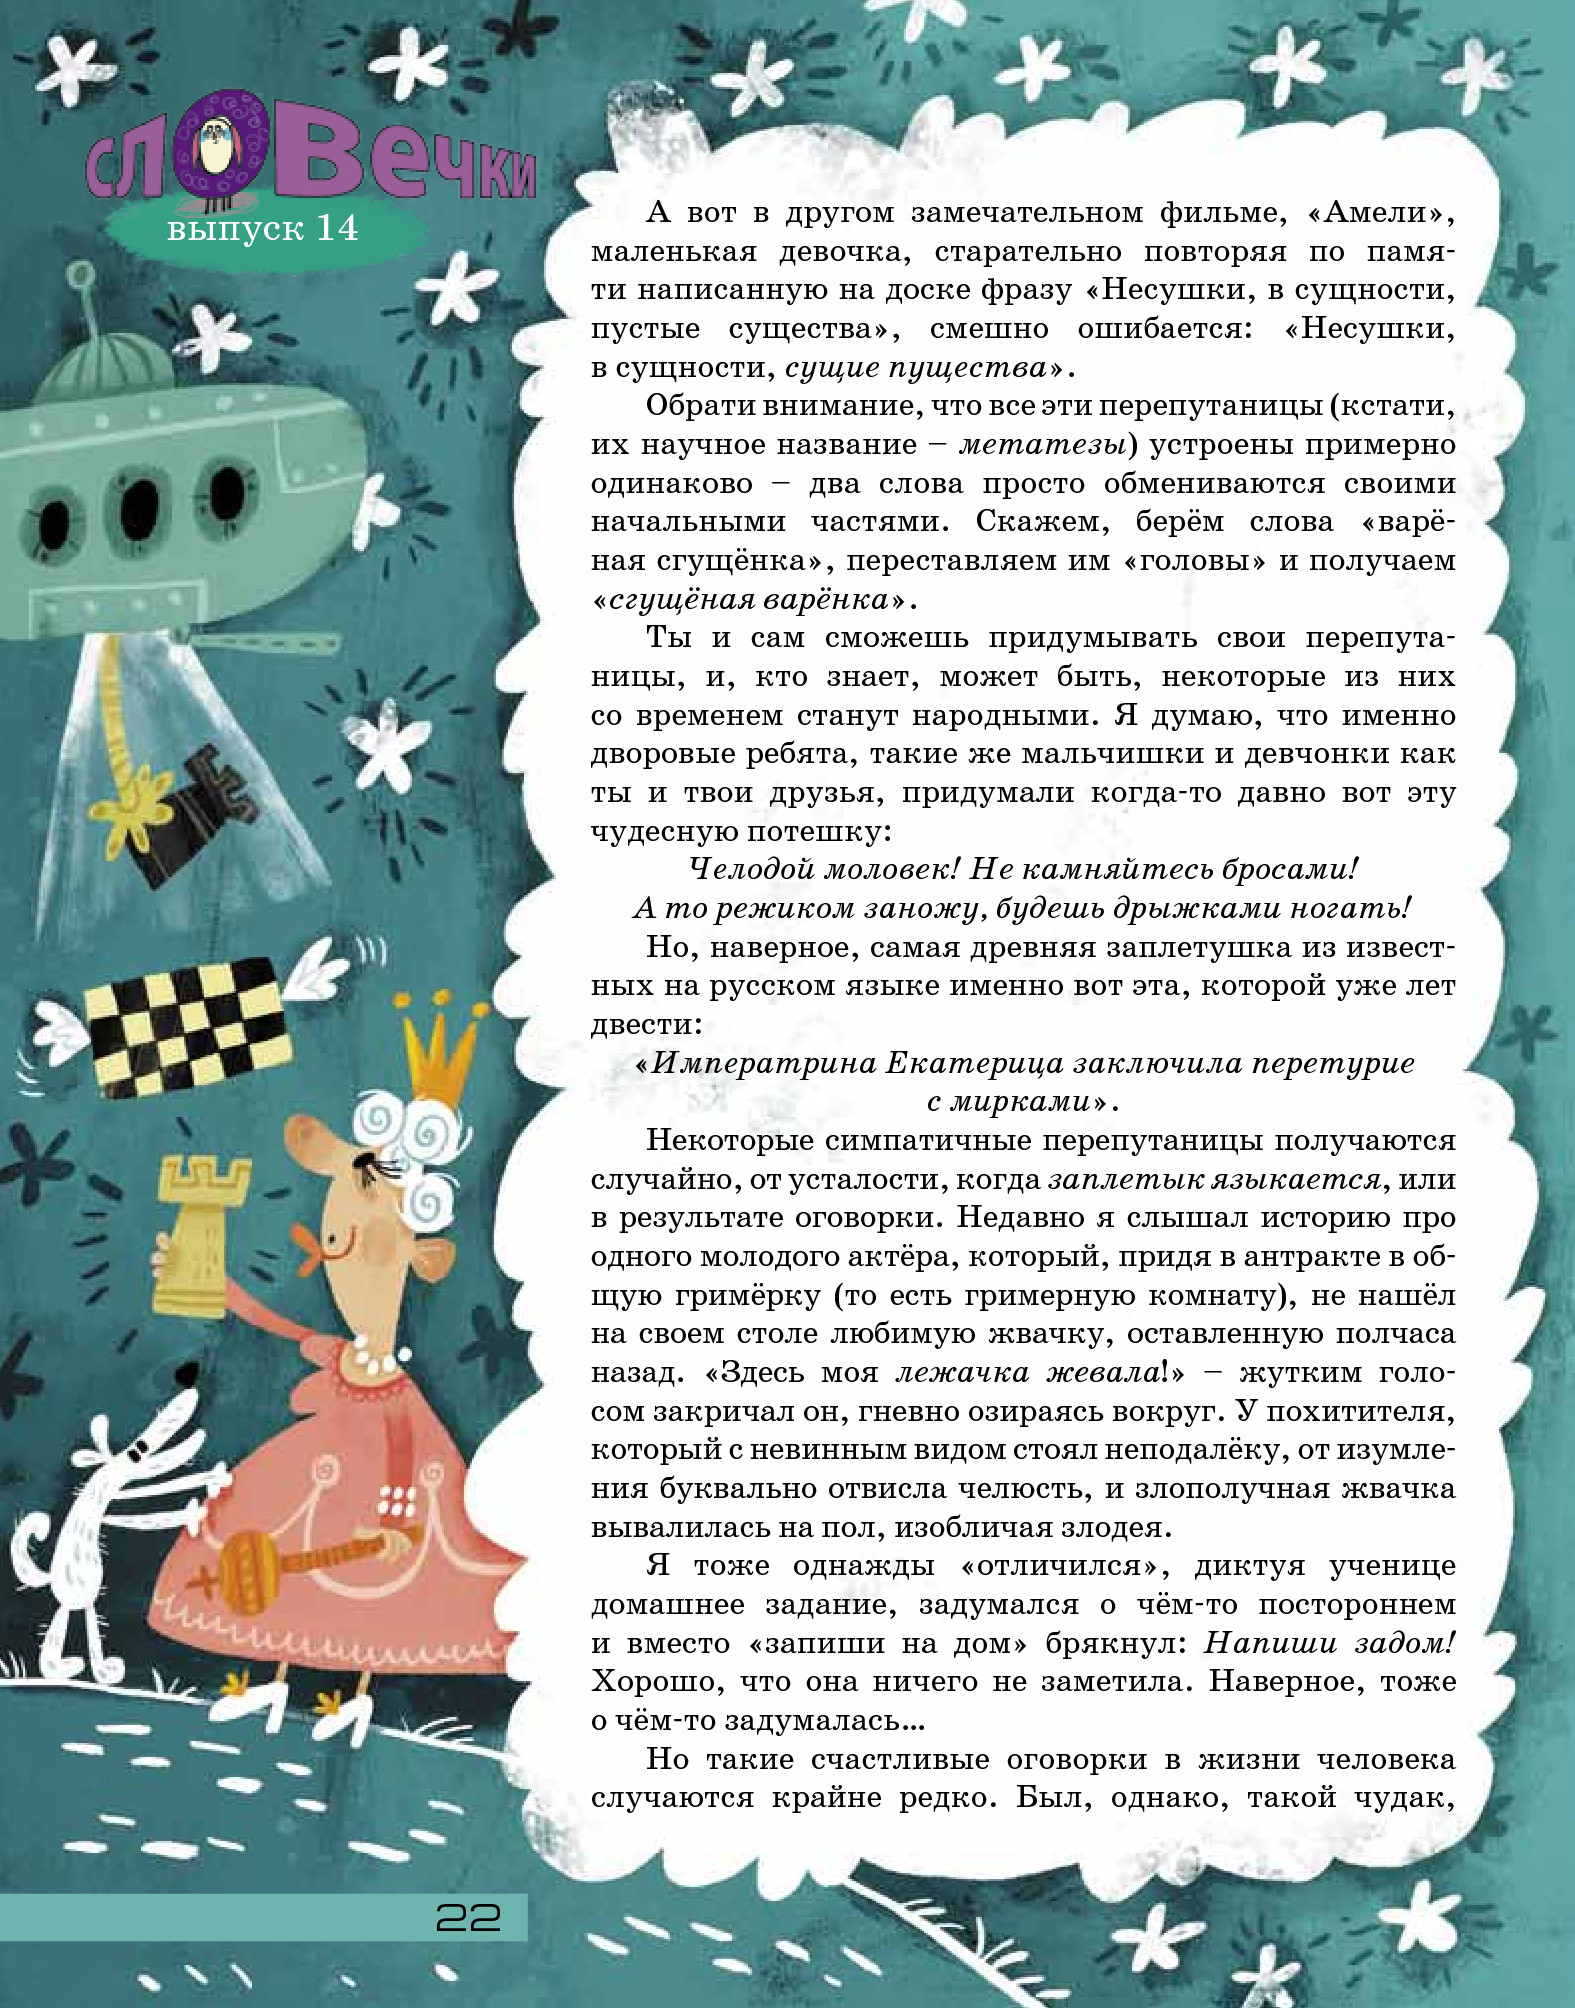 слОВечки
выпуск 14
А вот в другом замечательном фильме, «Амели»,
маленькая девочка, старательно повторяя по памя-
ти написанную на доске фразу «Несушки, в сущности,
пустые существа», смешно ошибается: «Несушки,
в сущности, сущие пущества».
Обрати внимание, что все эти перепутаницы (кстати,
их научное название – метатезы) устроены примерно
одинаково – два слова просто обмениваются своими
начальными частями. Скажем, берём слова «варё-
ная сгущёнка», переставляем им «головы» и получаем
«сгущёная варёнка».
Ты и сам сможешь придумывать свои перепута-
ницы, и, кто знает, может быть, некоторые из них
со временем станут народными. Я думаю, что именно
дворовые ребята, такие же мальчишки и девчонки как
ты и твои друзья, придумали когда-то давно вот эту
чудесную потешку:
Челодой моловек! Не камняйтесь бросами!
А то режиком заножу, будешь дрыжками ногать!
Но, наверное, самая древняя заплетушка из извест-
ных на русском языке именно вот эта, которой уже лет
двести:
«Императрина Екатерица заключила перетурие
с мирками».
Некоторые симпатичные перепутаницы получаются
случайно, от усталости, когда заплетык языкается, или
в результате оговорки. Недавно я слышал историю про
одного молодого актёра, который, придя в антракте в об-
щую гримёрку (то есть гримерную комнату), не нашёл
на своем столе любимую жвачку, оставленную полчаса
назад. «Здесь моя лежачка жевала!» – жутким голо-
сом закричал он, гневно озираясь вокруг. У похитителя,
который с невинным видом стоял неподалёку, от изумле-
ния буквально отвисла челюсть, и злополучная жвачка
вывалилась на пол, изобличая злодея.
Я тоже однажды «отличился», диктуя ученице
домашнее задание, задумался о чём-то постороннем
и вместо «запиши на дом» брякнул: Напиши задом!
Хорошо, что она ничего не заметила. Наверное, тоже
о чём-то задумалась...
Но такие счастливые оговорки в жизни человека
случаются крайне редко. Был, однако, такой чудак,
22